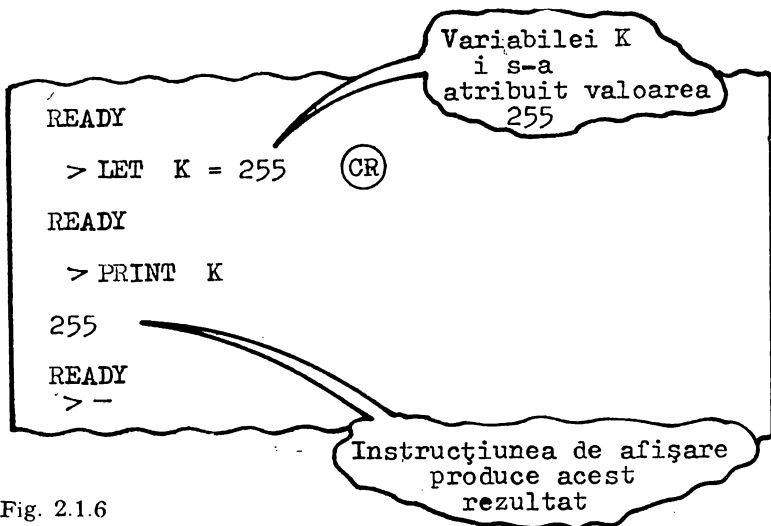 Variabilei K
i s-a
atribuit valoarea
255
READY
> LET K = 255 CR
READY
> PRINT K
255
READY
> -
Instrucţiunea de afişare
produce acest
rezultat
Fig. 2.1.6